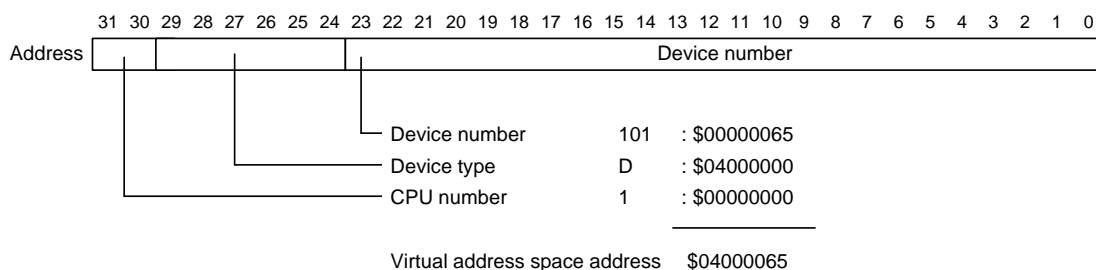 31 30 29 28 27 26 25 24 23 22 21 20 19 18 17 16 15 14 13 12 11 10 9 8 7 6 5 4 3 2 1 0
Address Device number
Device number 101 : $00000065
Device type D : $04000000
CPU number 1 : $00000000
Virtual address space address $04000065